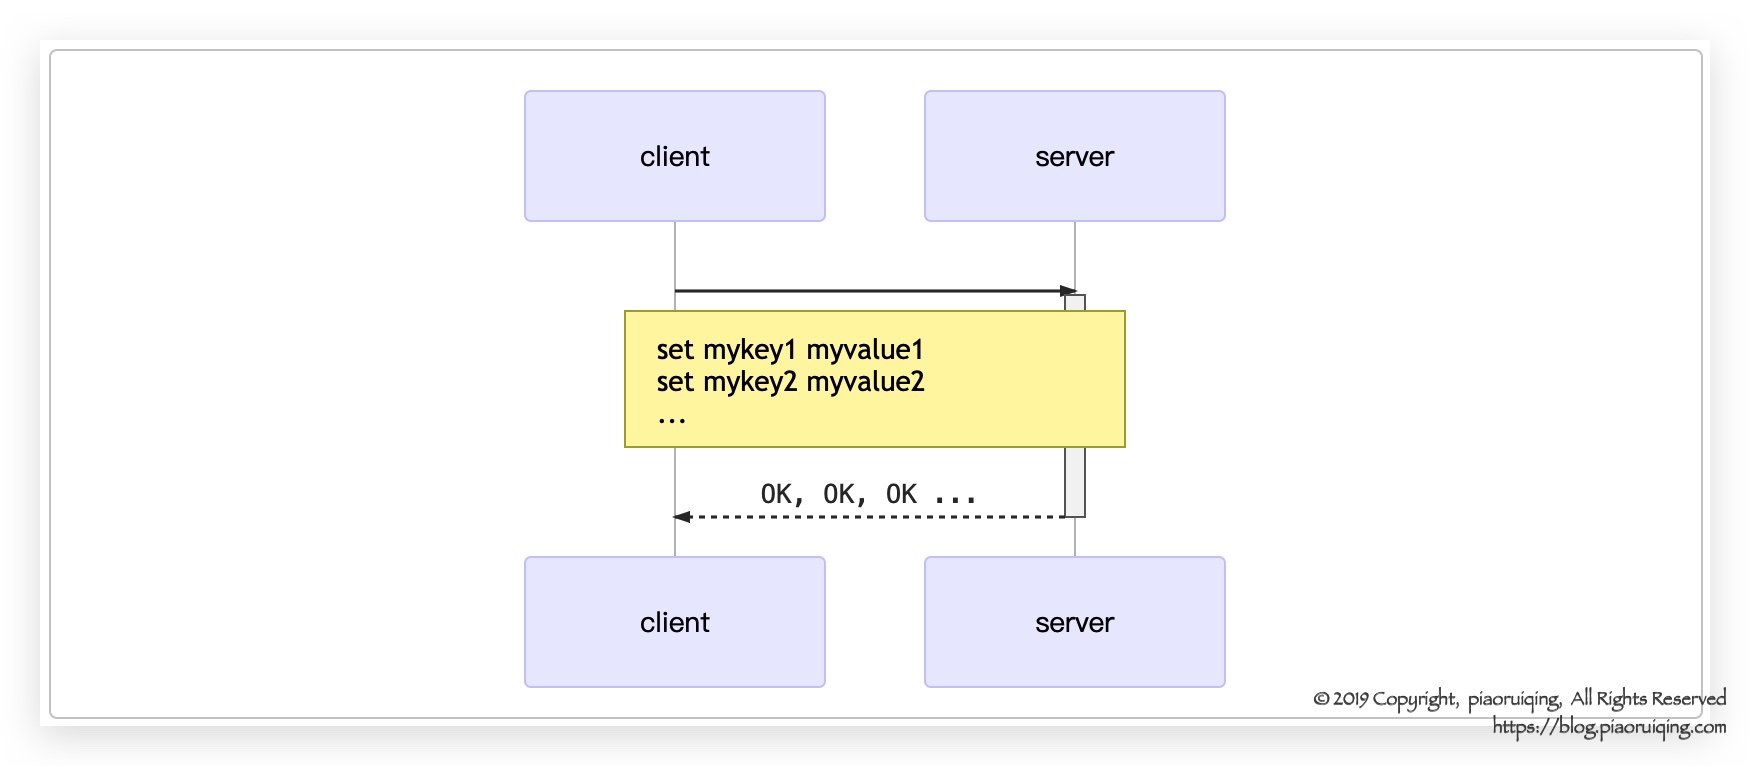 client
server
set mykey1 myvalue1
set mykey2 myvalue2
...
OK, OK, OK ...
client
server
© 2019 Copyright, piaoruiqing, All Rights Reserved
https://blog.piaoruiqing.com